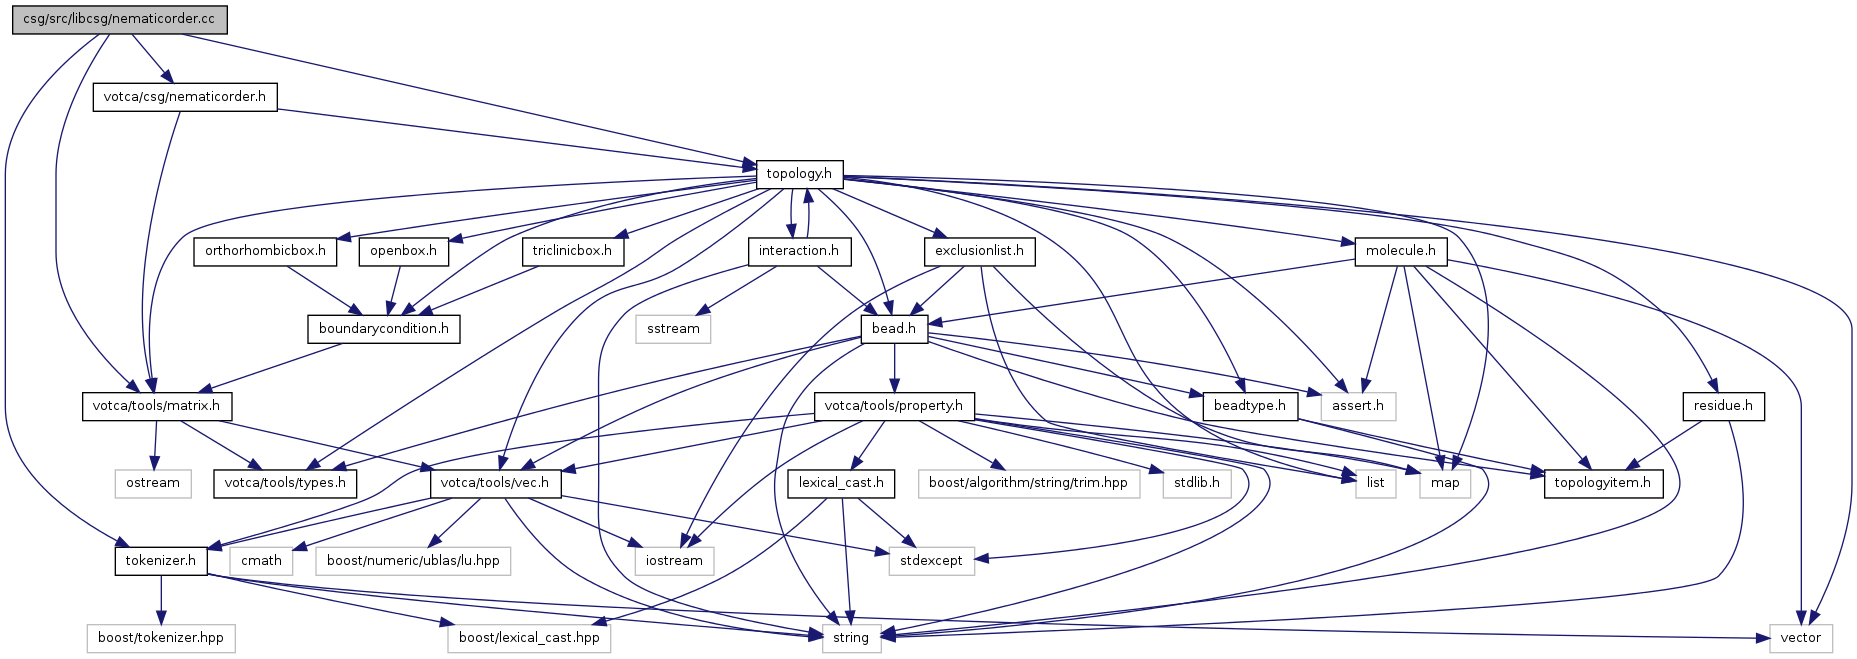 csg/src/libcsg/nematicorder.cc
votca/csg/nematicorder.h
topology.h
orthorhombicbox.h
openbox.h
triclinicbox.h
interaction.h
exclusionlist.h
molecule.h
boundarycondition.h
sstream
bead.h
votca/tools/matrix.h
votca/tools/property.h
beadtype.h
assert.h
residue.h
ostream
votca/tools/types.h
votca/tools/vec.h
lexical_cast.h
boost/algorithm/string/trim.hpp
stdlib.h
list
map
topologyitem.h
tokenizer.h
cmath
boost/numeric/ublas/lu.hpp
iostream
stdexcept
boost/tokenizer.hpp
boost/lexical_cast.hpp
string
vector